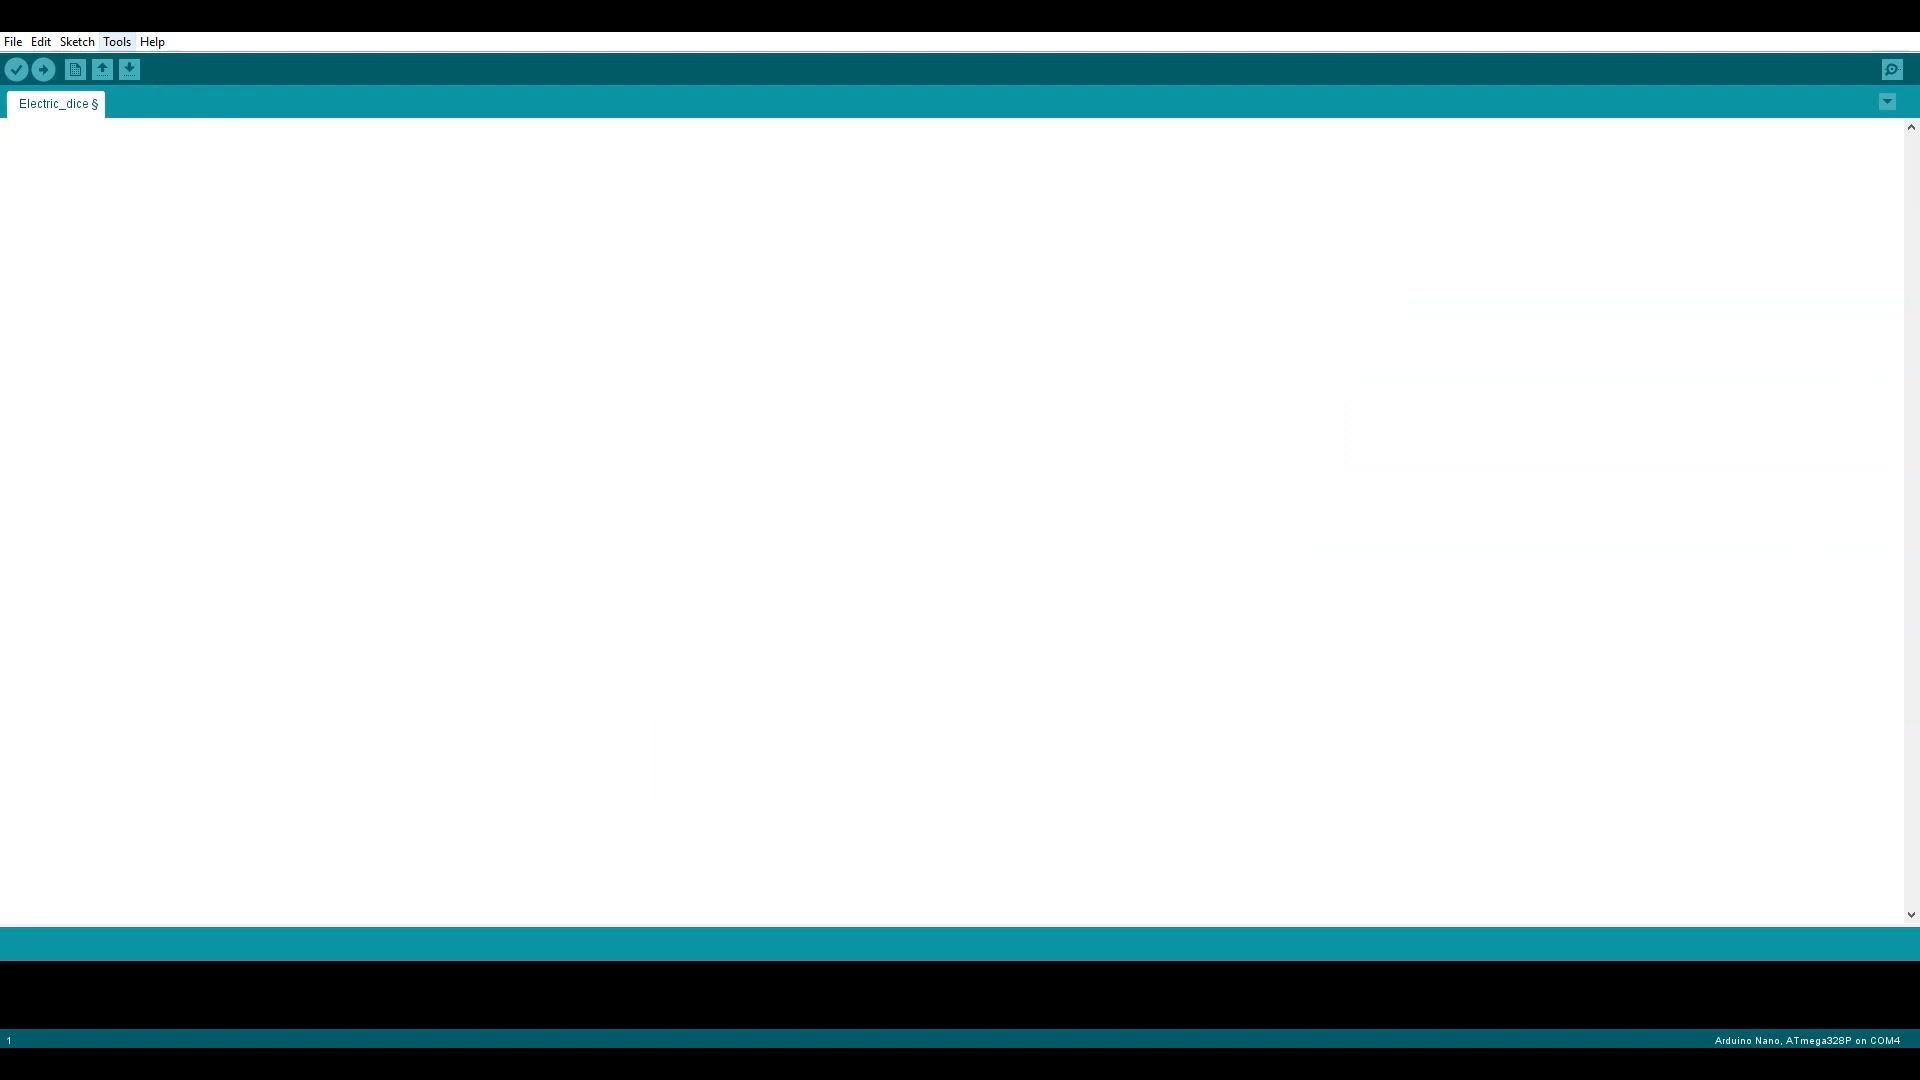 File Edit Sketch Tools Help
Electric_dice §
1
Arduino Nano, ATmega328P on COM4